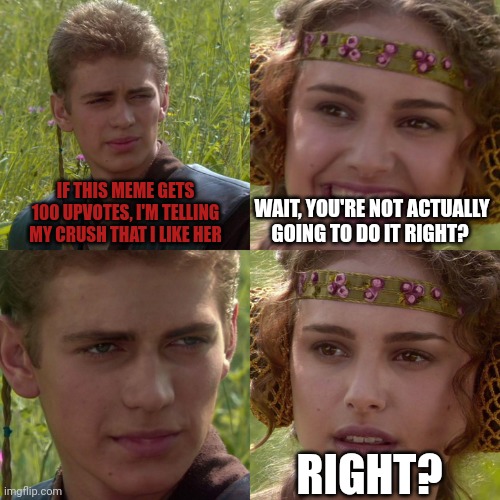 IF THIS MEME GETS
100 UPVOTES, I'M TELLING
MY CRUSH THAT I LIKE HER
WAIT, YOU'RE NOT ACTUALLY
GOING TO DO IT RIGHT?
RIGHT?
imgflip.com